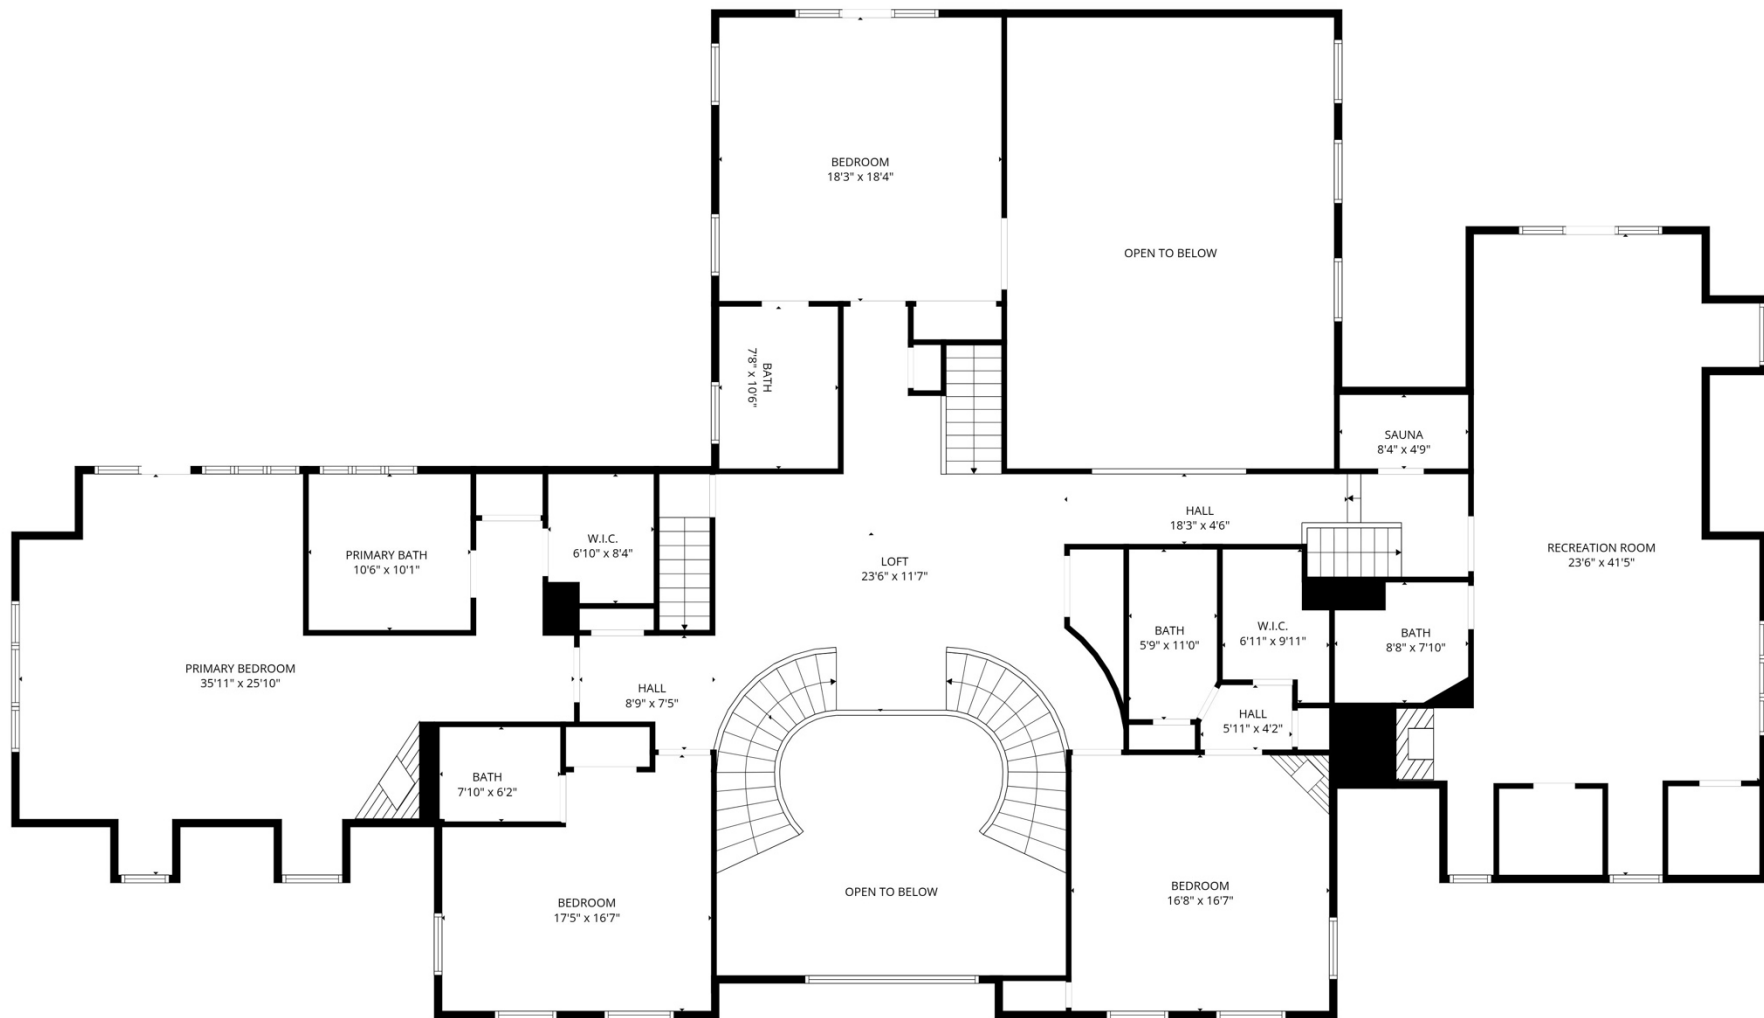 BEDROOM
18'3" x 18'4"
OPEN TO BELOW
BATH
7'8" x 10'6"
SAUNA
8'4" x 4'9"
HALL
18'3" x 4'6"
W.I.C.
6'10" x 8'4"
PRIMARY BATH
10'6" x 10'1"
LOFT
23'6" x 11'7"
RECREATION ROOM
23'6" x 41'5"
BATH
5'9" x 11'0"
W.I.C.
6'11" x 9'11"
BATH
8'8" x 7'10"
PRIMARY BEDROOM
35'11" x 25'10"
HALL
8'9" x 7'5"
HALL
5'11" x 4'2"
BATH
7'10" x 6'2"
BEDROOM
17'5" x 16'7"
OPEN TO BELOW
BEDROOM
16'8" x 16'7"